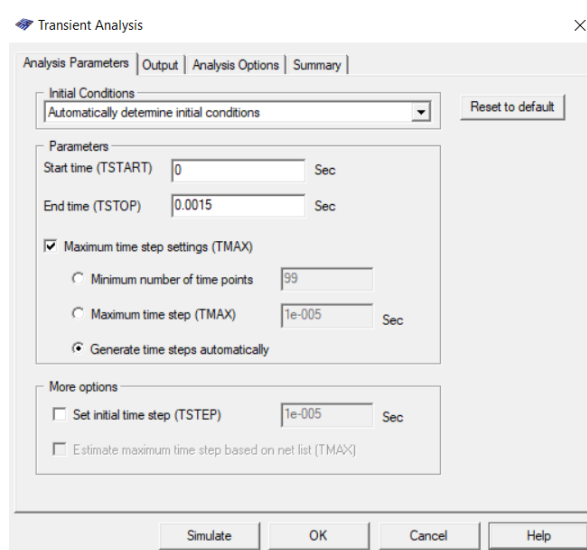 Transient Analysis
Analysis Parameters Output Analysis Options Summary
Initial Conditions
Automatically determine initial conditions
Reset to default
Parameters
Start time (TSTART) 0 Sec
End time (TSTOP) 0.0015 Sec
Maximum time step settings (TMAX)
Minimum number of time points 99
Maximum time step (TMAX) 1e-005 Sec
Generate time steps automatically
More options
Set initial time step (TSTEP) 1e-005 Sec
Estimate maximum time step based on net list (TMAX)
Simulate OK Cancel Help